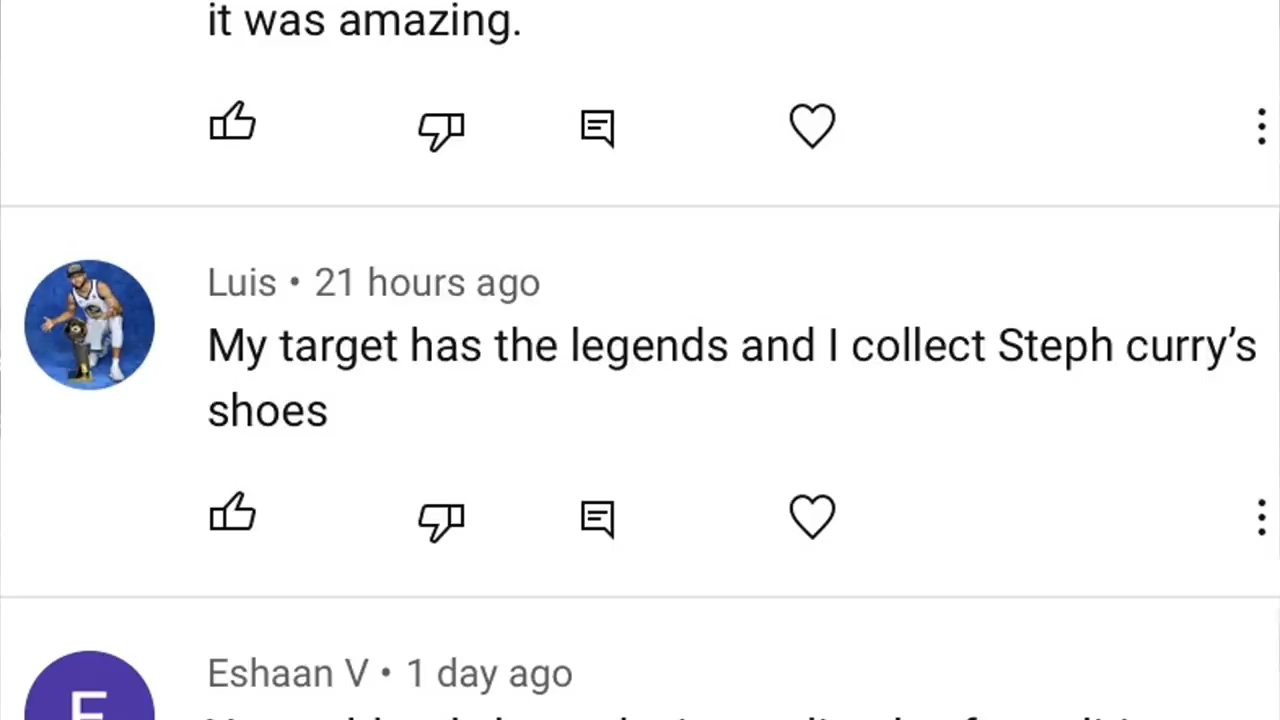 it was amazing.
Luis • 21 hours ago
My target has the legends and I collect Steph curry’s
shoes
E
Eshaan V • 1 day ago